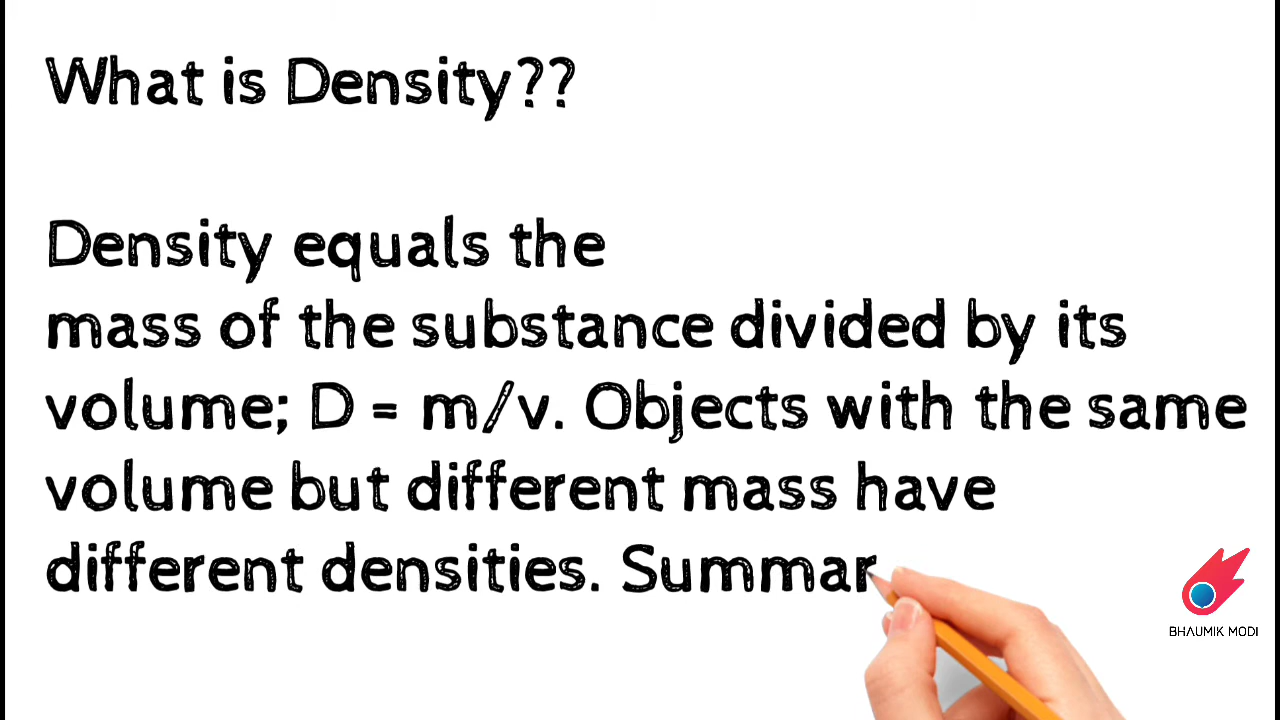 What is Density??
Density equals the
mass of the substance divided by its
volume; D = m/v. Objects with the same
volume but different mass have
different densities. Summar
BHAUMIK MODI